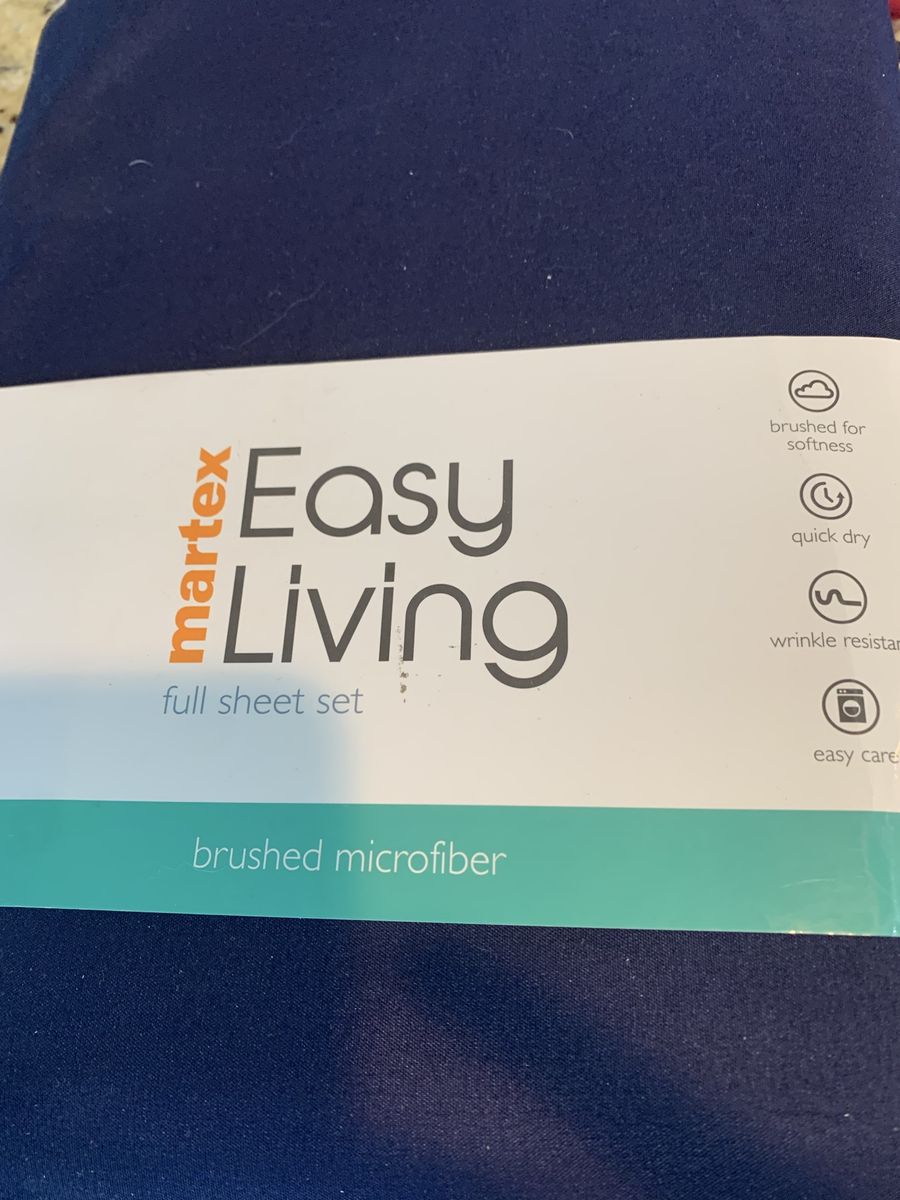 martex
Easy
Living
full sheet set
brushed microfiber
brushed for
softness
quick dry
wrinkle resistan
easy care